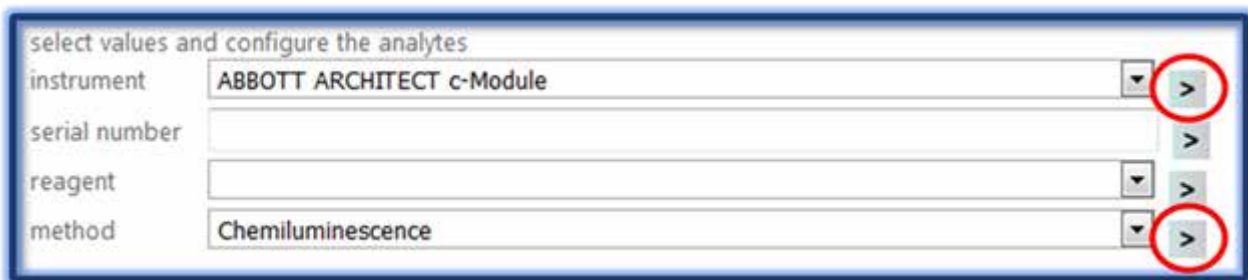 select values and configure the analytes
instrument ABBOTT ARCHITECT c-Module >
serial number >
reagent >
method Chemiluminescence >